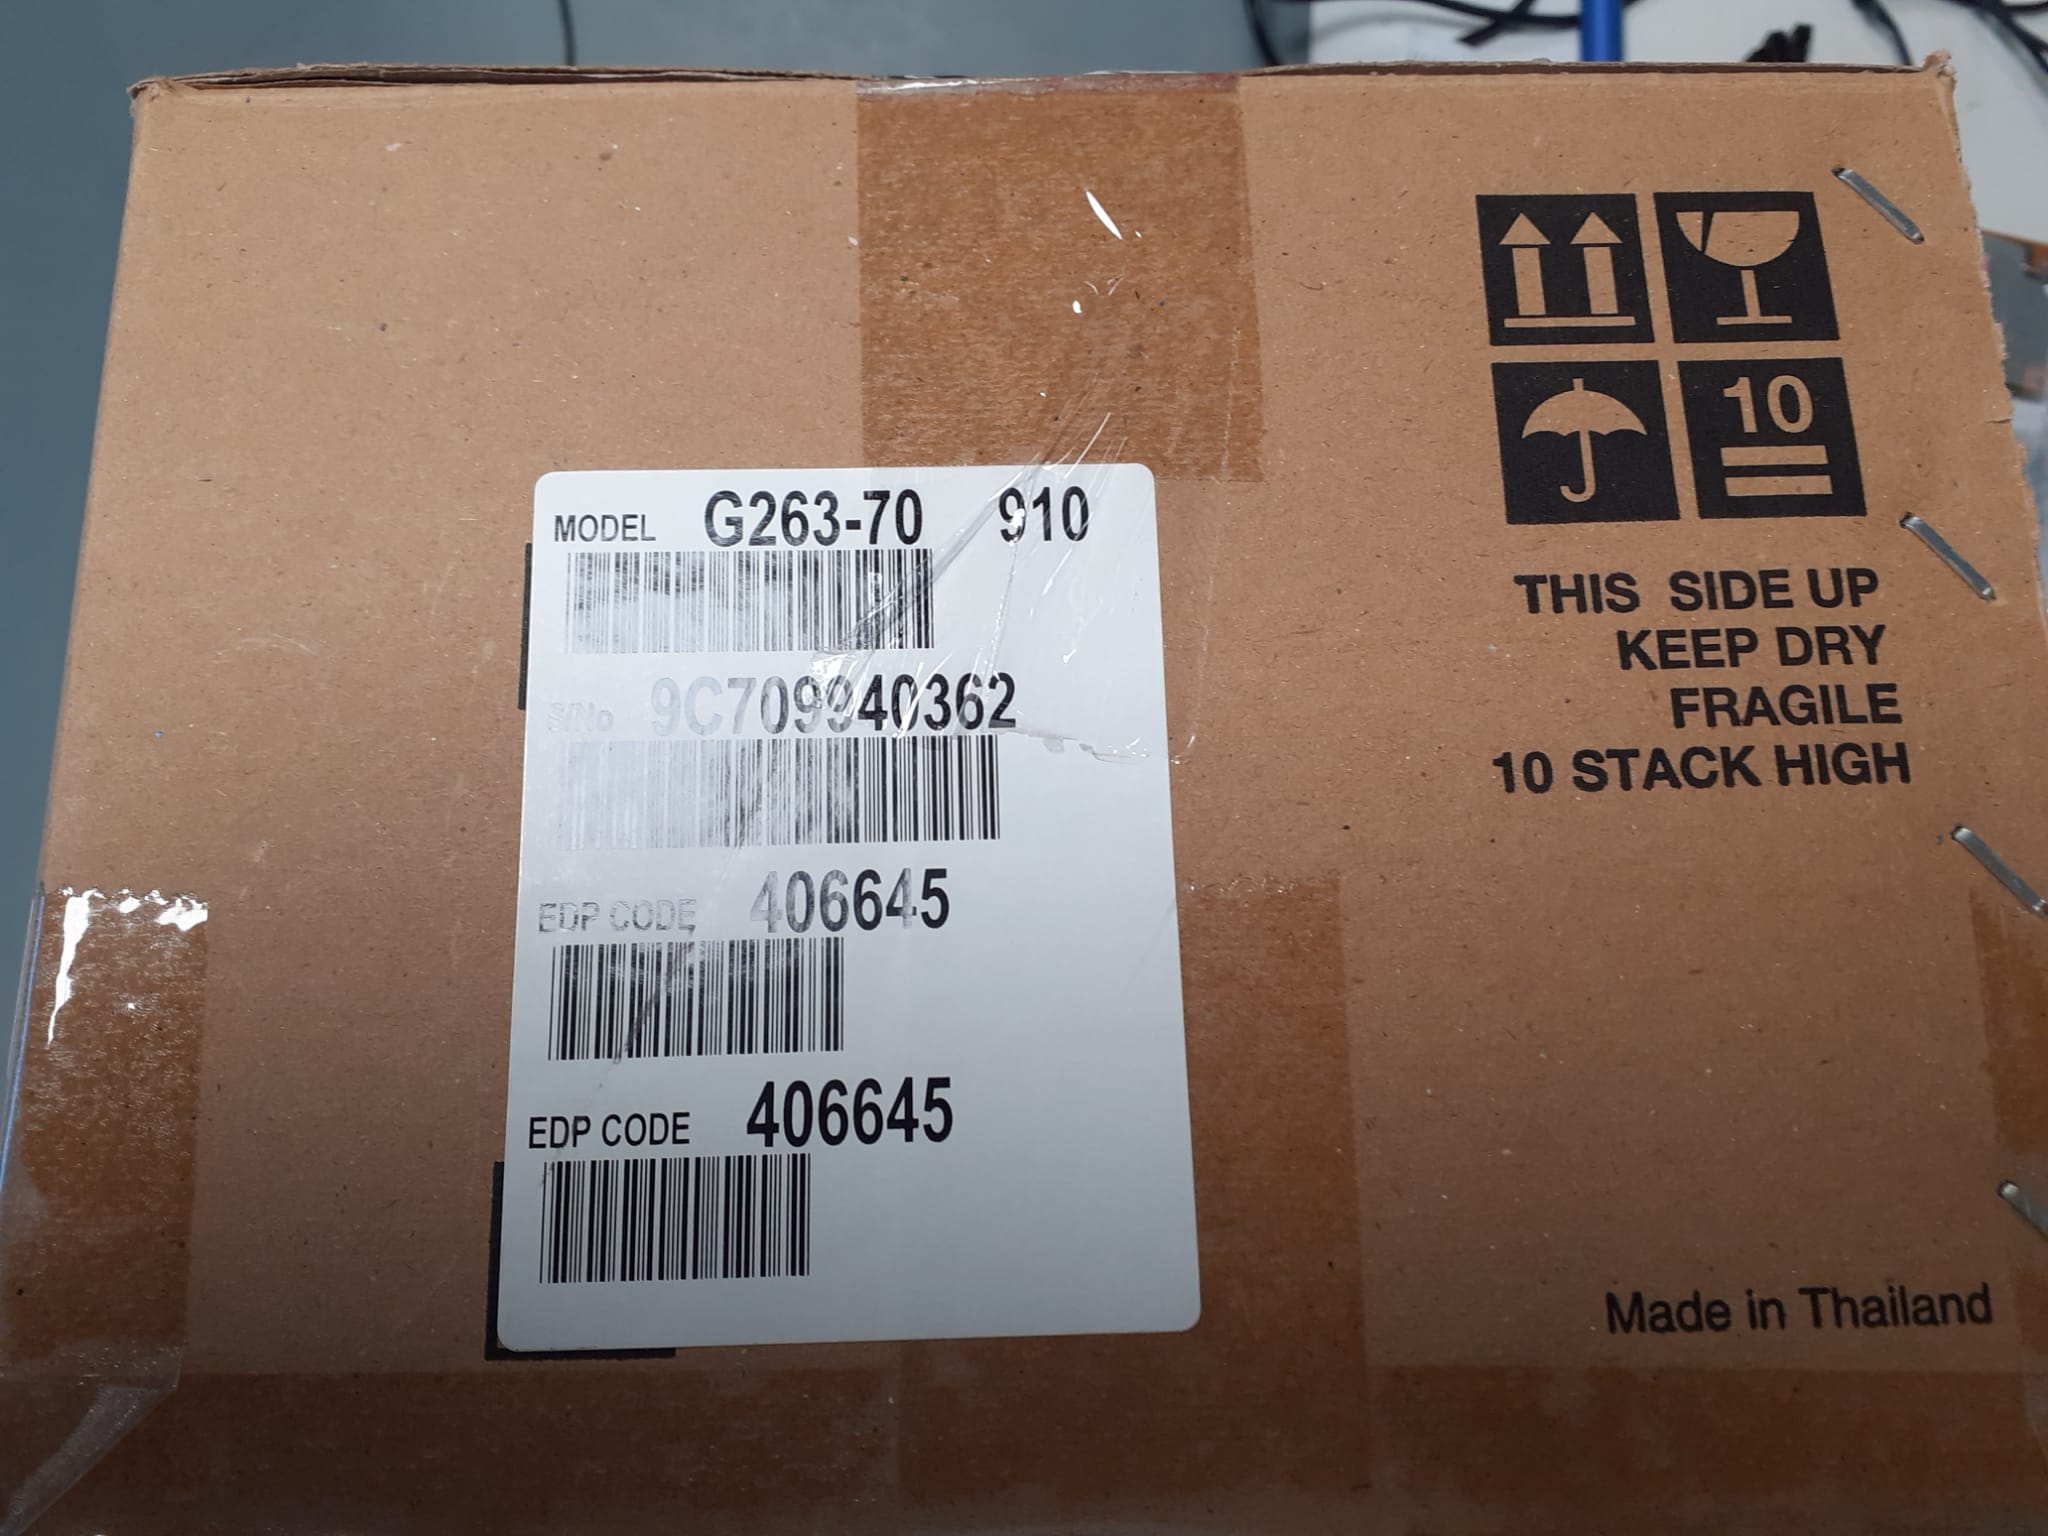 MODEL G263-70 910
S/No 9C709940362
EDP CODE 406645
EDP CODE 406645
10
THIS SIDE UP
KEEP DRY
FRAGILE
10 STACK HIGH
Made in Thailand